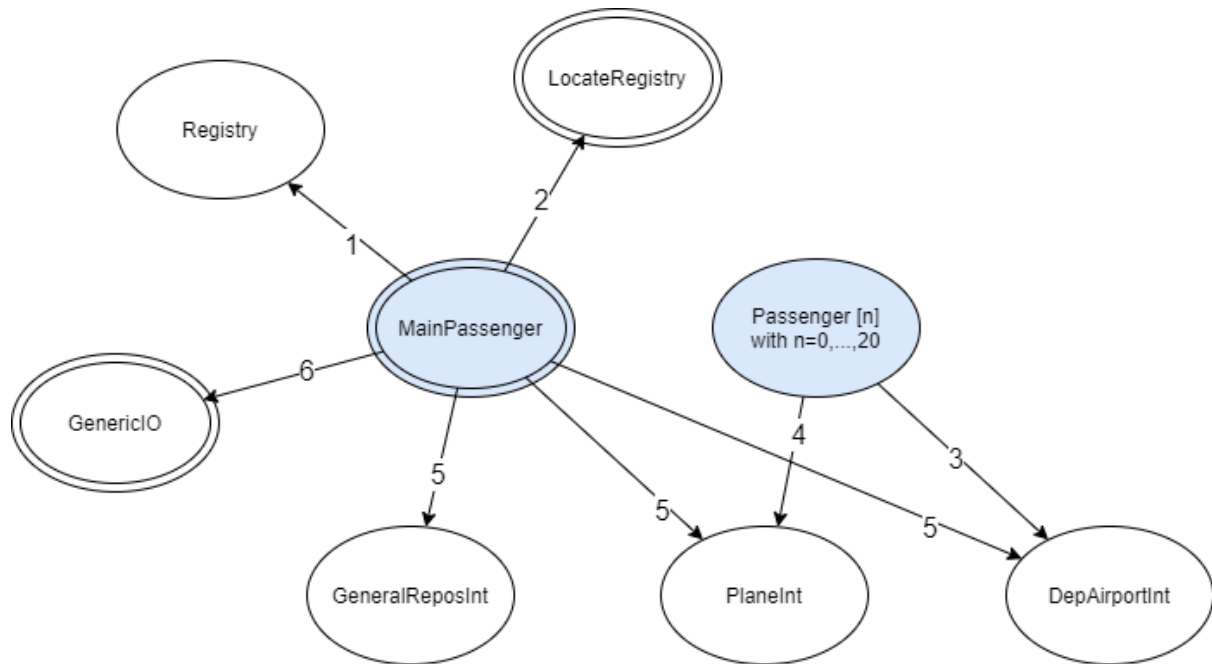 LocateRegistry
Registry
2
1
MainPassenger
Passenger [n]
with n=0,...,20
6
GenericIO
4
3
5
5
5
GeneralReposInt
PlaneInt
DepAirportInt